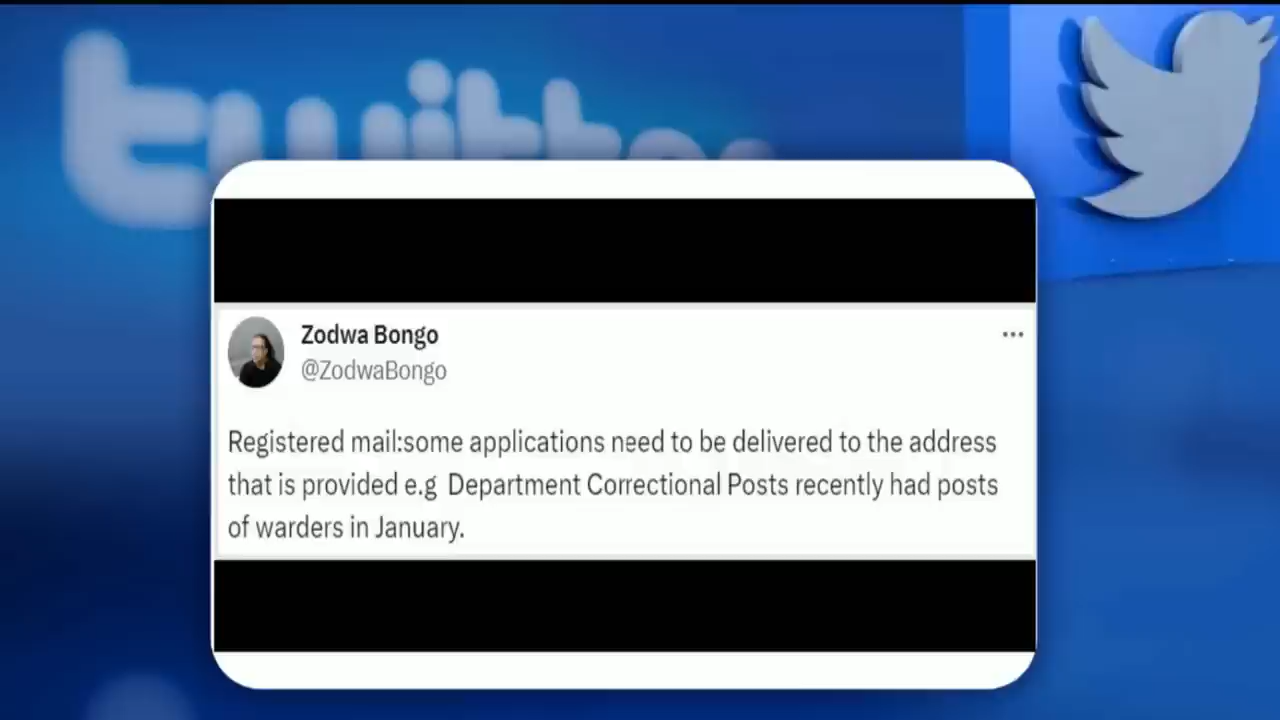 twitter
Zodwa Bongo
@ZodwaBongo
Registered mail:some applications need to be delivered to the address
that is provided e.g Department Correctional Posts recently had posts
of warders in January.